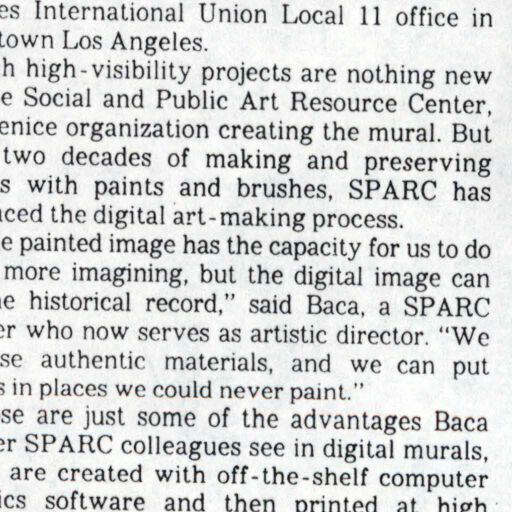 es International Union Local 11 office in
town Los Angeles.
h high-visibility projects are nothing new
e Social and Public Art Resource Center,
enice organization creating the mural. But
two decades of making and preserving
s with paints and brushes, SPARC has
ced the digital art-making process.
e painted image has the capacity for us to do
more imagining, but the digital image can
e historical record,” said Baca, a SPARC
er who now serves as artistic director. “We
se authentic materials, and we can put
s in places we could never paint.”
se are just some of the advantages Baca
er SPARC colleagues see in digital murals,
are created with off-the-shelf computer
ics software and then printed at high